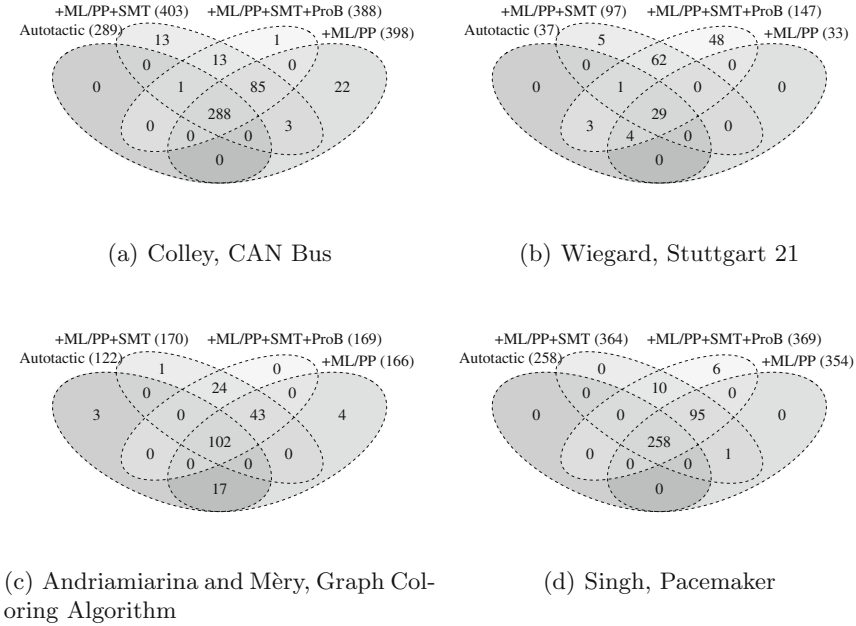 +ML/PP+SMT (403) +ML/PP+SMT+ProB (388)
Autotactic (289) +ML/PP (398)
13 1
0 13 0
0 1 85 22
288
0 0 0 3
0
(a) Colley, CAN Bus
+ML/PP+SMT (97) +ML/PP+SMT+ProB (147)
Autotactic (37) +ML/PP (33)
5 48
0 62 0
0 1 0 0
29
3 4 0 0
0
(b) Wiegard, Stuttgart 21
+ML/PP+SMT (170) +ML/PP+SMT+ProB (169)
Autotactic (122) +ML/PP (166)
1 0
0 24 0
3 0 43 4
102
0 0 0 0
17
(c) Andriamiarina and Mèry, Graph Col-
oring Algorithm
+ML/PP+SMT (364) +ML/PP+SMT+ProB (369)
Autotactic (258) +ML/PP (354)
0 6
0 10 0
0 0 95 0
258
0 0 0 1
0
(d) Singh, Pacemaker